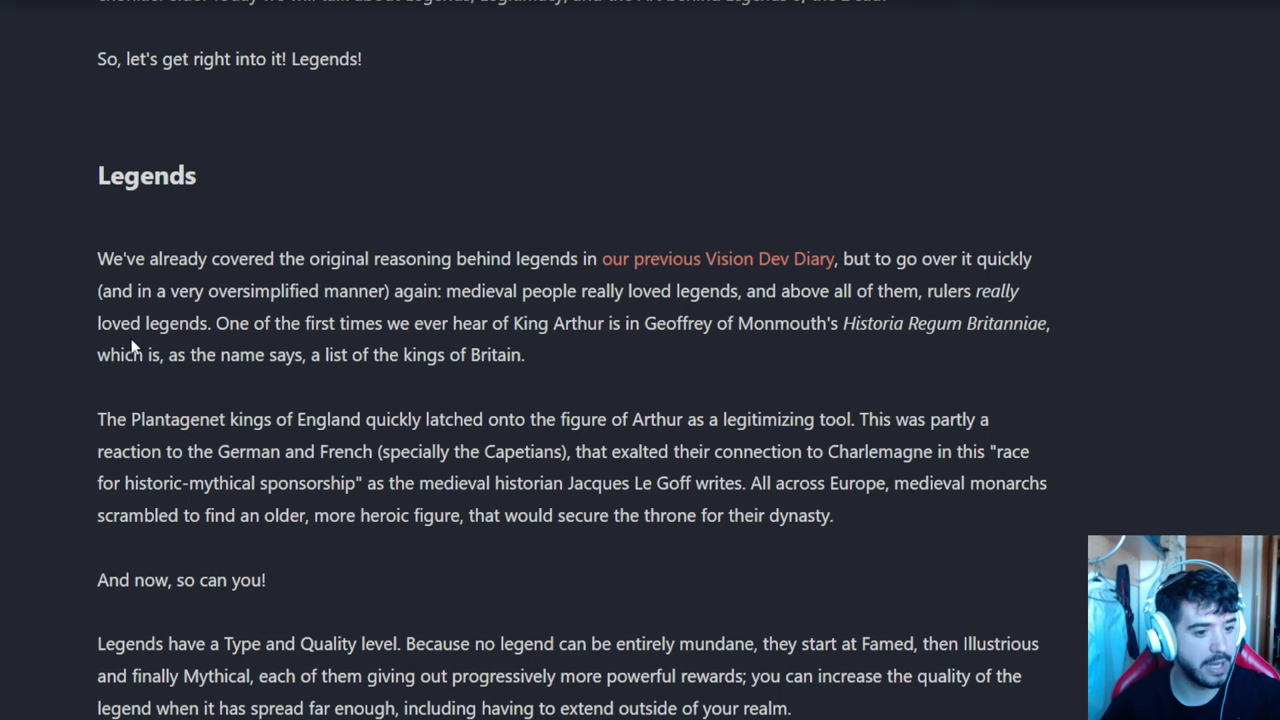 So, let's get right into it! Legends!
Legends
We've already covered the original reasoning behind legends in our previous Vision Dev Diary, but to go over it quickly
(and in a very oversimplified manner) again: medieval people really loved legends, and above all of them, rulers really
loved legends. One of the first times we ever hear of King Arthur is in Geoffrey of Monmouth's Historia Regum Britanniae,
which is, as the name says, a list of the kings of Britain.
The Plantagenet kings of England quickly latched onto the figure of Arthur as a legitimizing tool. This was partly a
reaction to the German and French (specially the Capetians), that exalted their connection to Charlemagne in this "race
for historic-mythical sponsorship" as the medieval historian Jacques Le Goff writes. All across Europe, medieval monarchs
scrambled to find an older, more heroic figure, that would secure the throne for their dynasty.
And now, so can you!
Legends have a Type and Quality level. Because no legend can be entirely mundane, they start at Famed, then Illustrious
and finally Mythical, each of them giving out progressively more powerful rewards; you can increase the quality of the
legend when it has spread far enough, including having to extend outside of your realm.